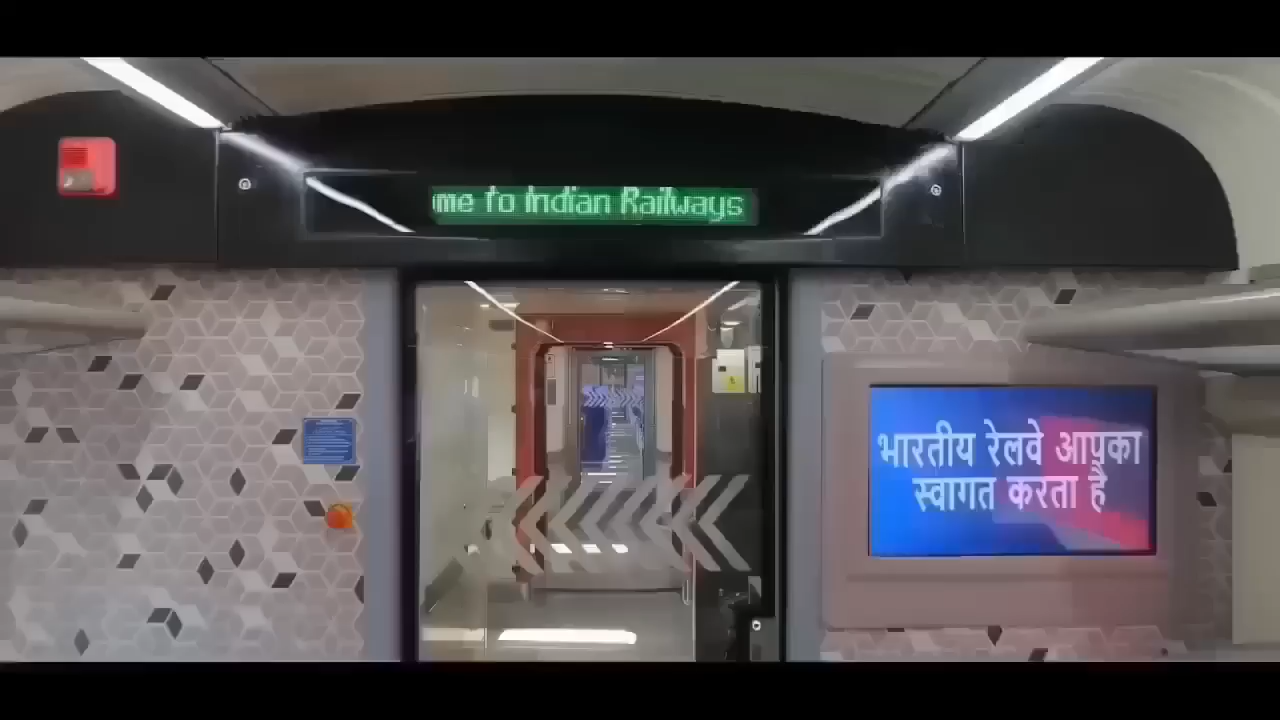 me to Indian Railways
भारतीय रेलवे आपका
स्वागत करता है